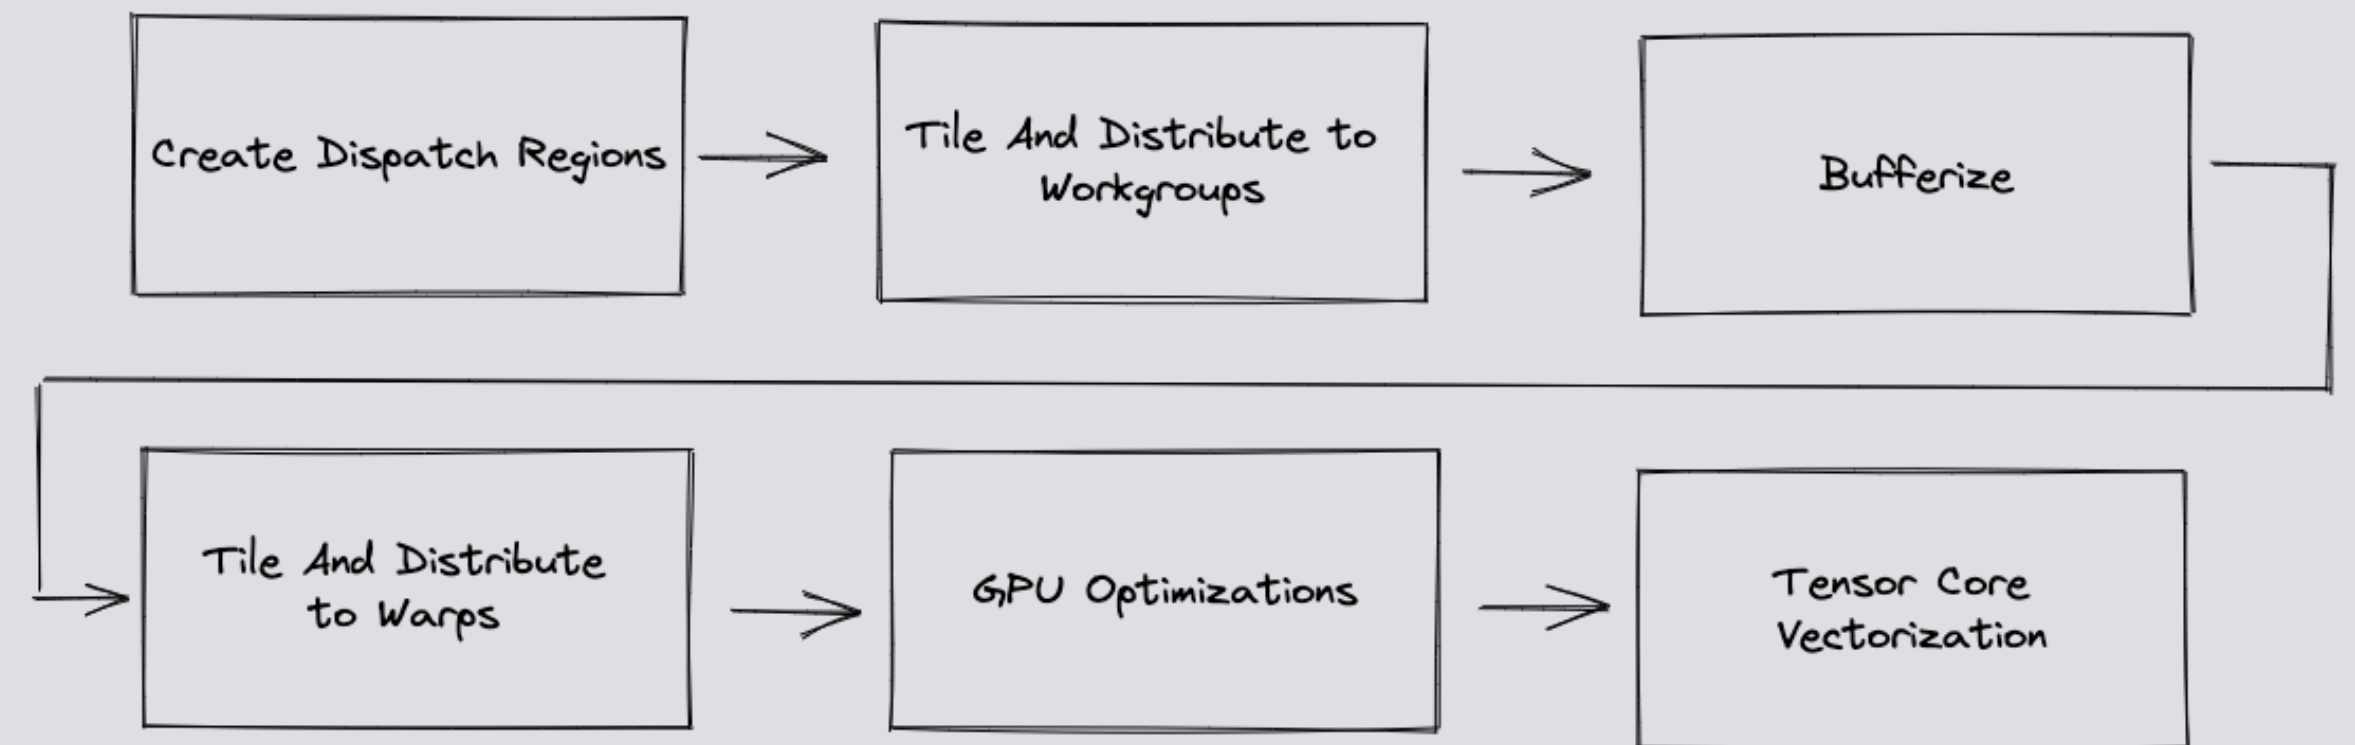 Create Dispatch Regions
Tile And Distribute to
Workgroups
Bufferize
Tile And Distribute
to Warps
GPU Optimizations
Tensor Core
Vectorization